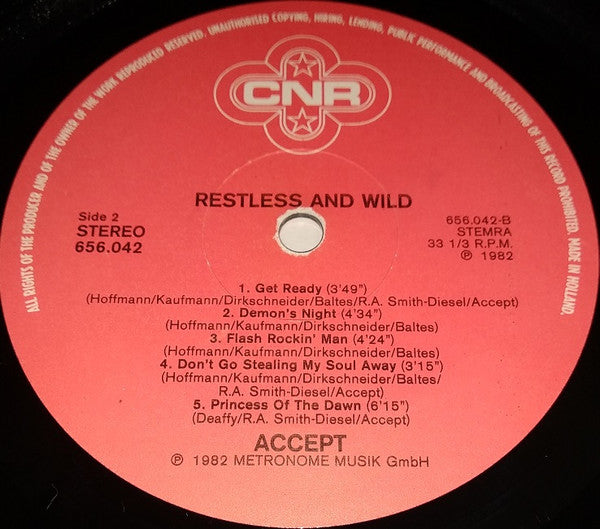 ALL RIGHTS OF THE PRODUCER AND OF THE OWNER OF THE WORK REPRODUCED RESERVED. UNAUTHORISED COPYING, HIRING, LENDING, PUBLIC PERFORMANCE AND BROADCASTING OF THIS RECORD PROHIBITED. MADE IN HOLLAND.
CNR
RESTLESS AND WILD
Side 2
STEREO
656.042
656.042-B
STEMRA
33 1/3 R.P.M.
℗ 1982
1. Get Ready (3'49")
(Hoffmann/Kaufmann/Dirkschneider/Baltes/R.A. Smith-Diesel/Accept)
2. Demon's Night (4'34")
(Hoffmann/Kaufmann/Dirkschneider/Baltes)
3. Flash Rockin' Man (4'24")
(Hoffmann/Kaufmann/Dirkschneider/Baltes)
4. Don't Go Stealing My Soul Away (3'15")
(Hoffmann/Kaufmann/Dirkschneider/Baltes/
R.A. Smith-Diesel/Accept)
5. Princess Of The Dawn (6'15")
(Deaffy/R.A. Smith-Diesel/Accept)
ACCEPT
℗ 1982 METRONOME MUSIK GmbH